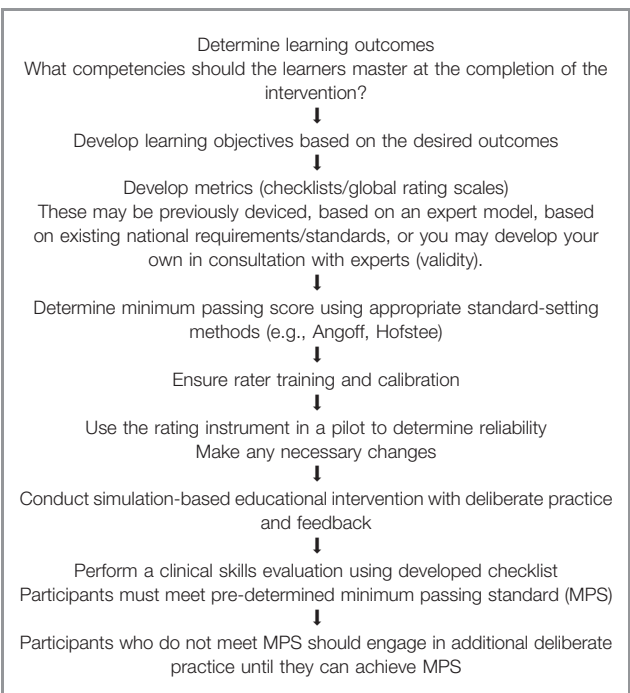 Determine learning outcomes
What competencies should the learners master at the completion of the
intervention?
Develop learning objectives based on the desired outcomes
Develop metrics (checklists/global rating scales)
These may be previously deviced, based on an expert model, based
on existing national requirements/standards, or you may develop your
own in consultation with experts (validity).
Determine minimum passing score using appropriate standard-setting
methods (e.g., Angoff, Hofstee)
Ensure rater training and calibration
Use the rating instrument in a pilot to determine reliability
Make any necessary changes
Conduct simulation-based educational intervention with deliberate practice
and feedback
Perform a clinical skills evaluation using developed checklist
Participants must meet pre-determined minimum passing standard (MPS)
Participants who do not meet MPS should engage in additional deliberate
practice until they can achieve MPS